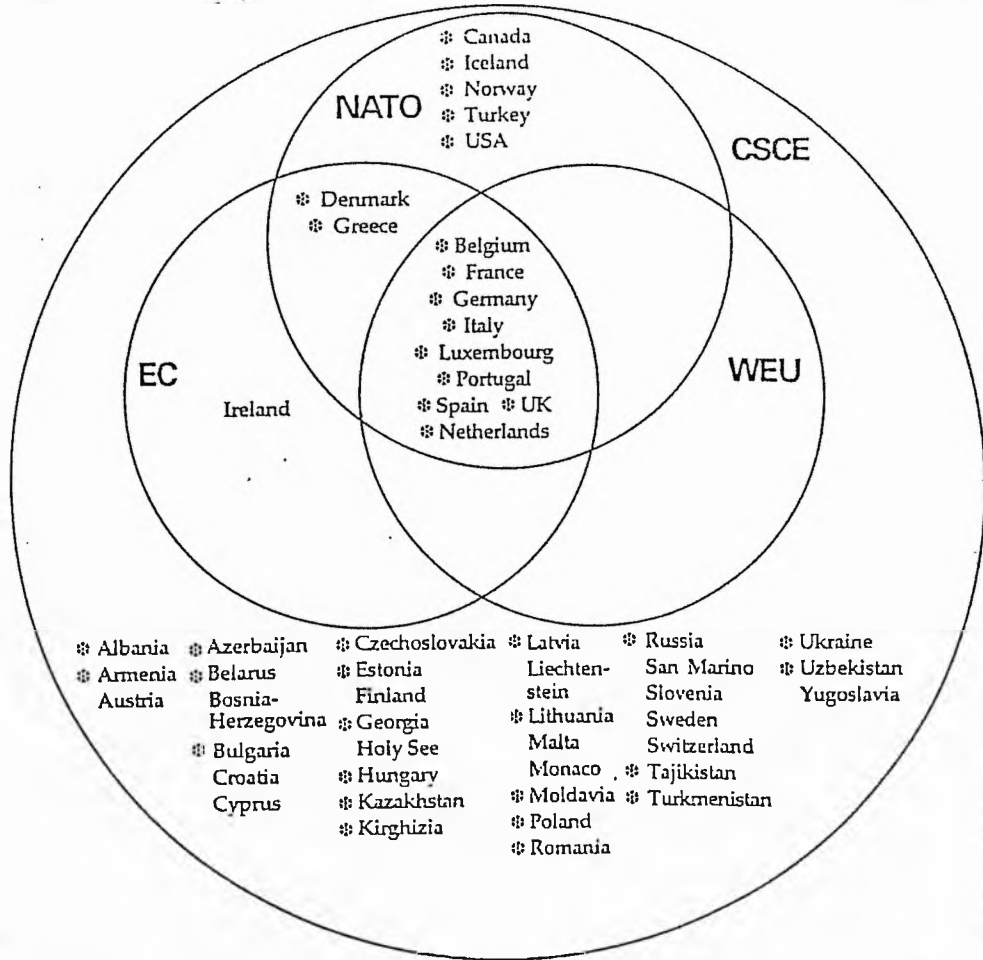 ❉ Canada
❉ Iceland
NATO
❉ Norway
❉ Turkey
❉ USA
CSCE
❉ Denmark
❉ Greece
❉ Belgium
❉ France
❉ Germany
❉ Italy
❉ Luxembourg
❉ Portugal
❉ Spain ❉ UK
❉ Netherlands
EC
Ireland
WEU
❉ Albania
❉ Armenia
Austria
❉ Azerbaijan
❉ Belarus
Bosnia-
Herzegovina
❉ Bulgaria
Croatia
Cyprus
❉ Czechoslovakia
❉ Estonia
Finland
❉ Georgia
Holy See
❉ Hungary
❉ Kazakhstan
❉ Kirghizia
❉ Latvia
Liechten-
stein
❉ Lithuania
Malta
Monaco
❉ Moldavia
❉ Poland
❉ Romania
❉ Russia
San Marino
Slovenia
Sweden
Switzerland
❉ Tajikistan
❉ Turkmenistan
❉ Ukraine
❉ Uzbekistan
Yugoslavia